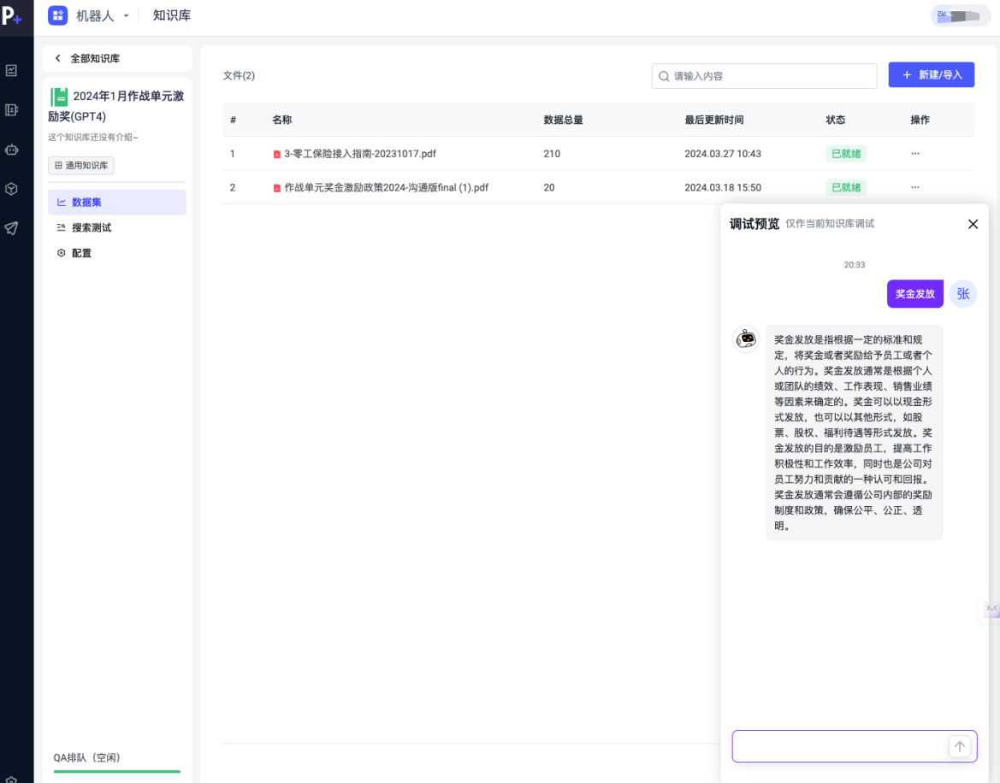 P+
机器人
知识库
张
全部知识库
2024年1月作战单元激
励奖(GPT4)
这个知识库还没有介绍~
通用知识库
数据集
搜索测试
配置
QA排队（空闲）
文件(2)
请输入内容
+ 新建/导入
# 名称 数据总量 最后更新时间 状态 操作
1 3-零工保险接入指南-20231017.pdf 210 2024.03.27 10:43 已就绪 ...
2 作战单元奖金激励政策2024-沟通版final (1).pdf 20 2024.03.18 15:50 已就绪 ...
调试预览 仅作当前知识库调试
20:33
奖金发放
张
奖金发放是指根据一定的标准和规
定，将奖金或者奖励给予员工或者个
人的行为。奖金发放通常是根据个人
或团队的绩效、工作表现、销售业绩
等因素来确定的。奖金可以以现金形
式发放，也可以以其他形式，如股
票、股权、福利待遇等形式发放。奖
金发放的目的是激励员工，提高工作
积极性和工作效率，同时也是公司对
员工努力和贡献的一种认可和回报。
奖金发放通常会遵循公司内部的奖励
制度和政策，确保公平、公正、透
明。